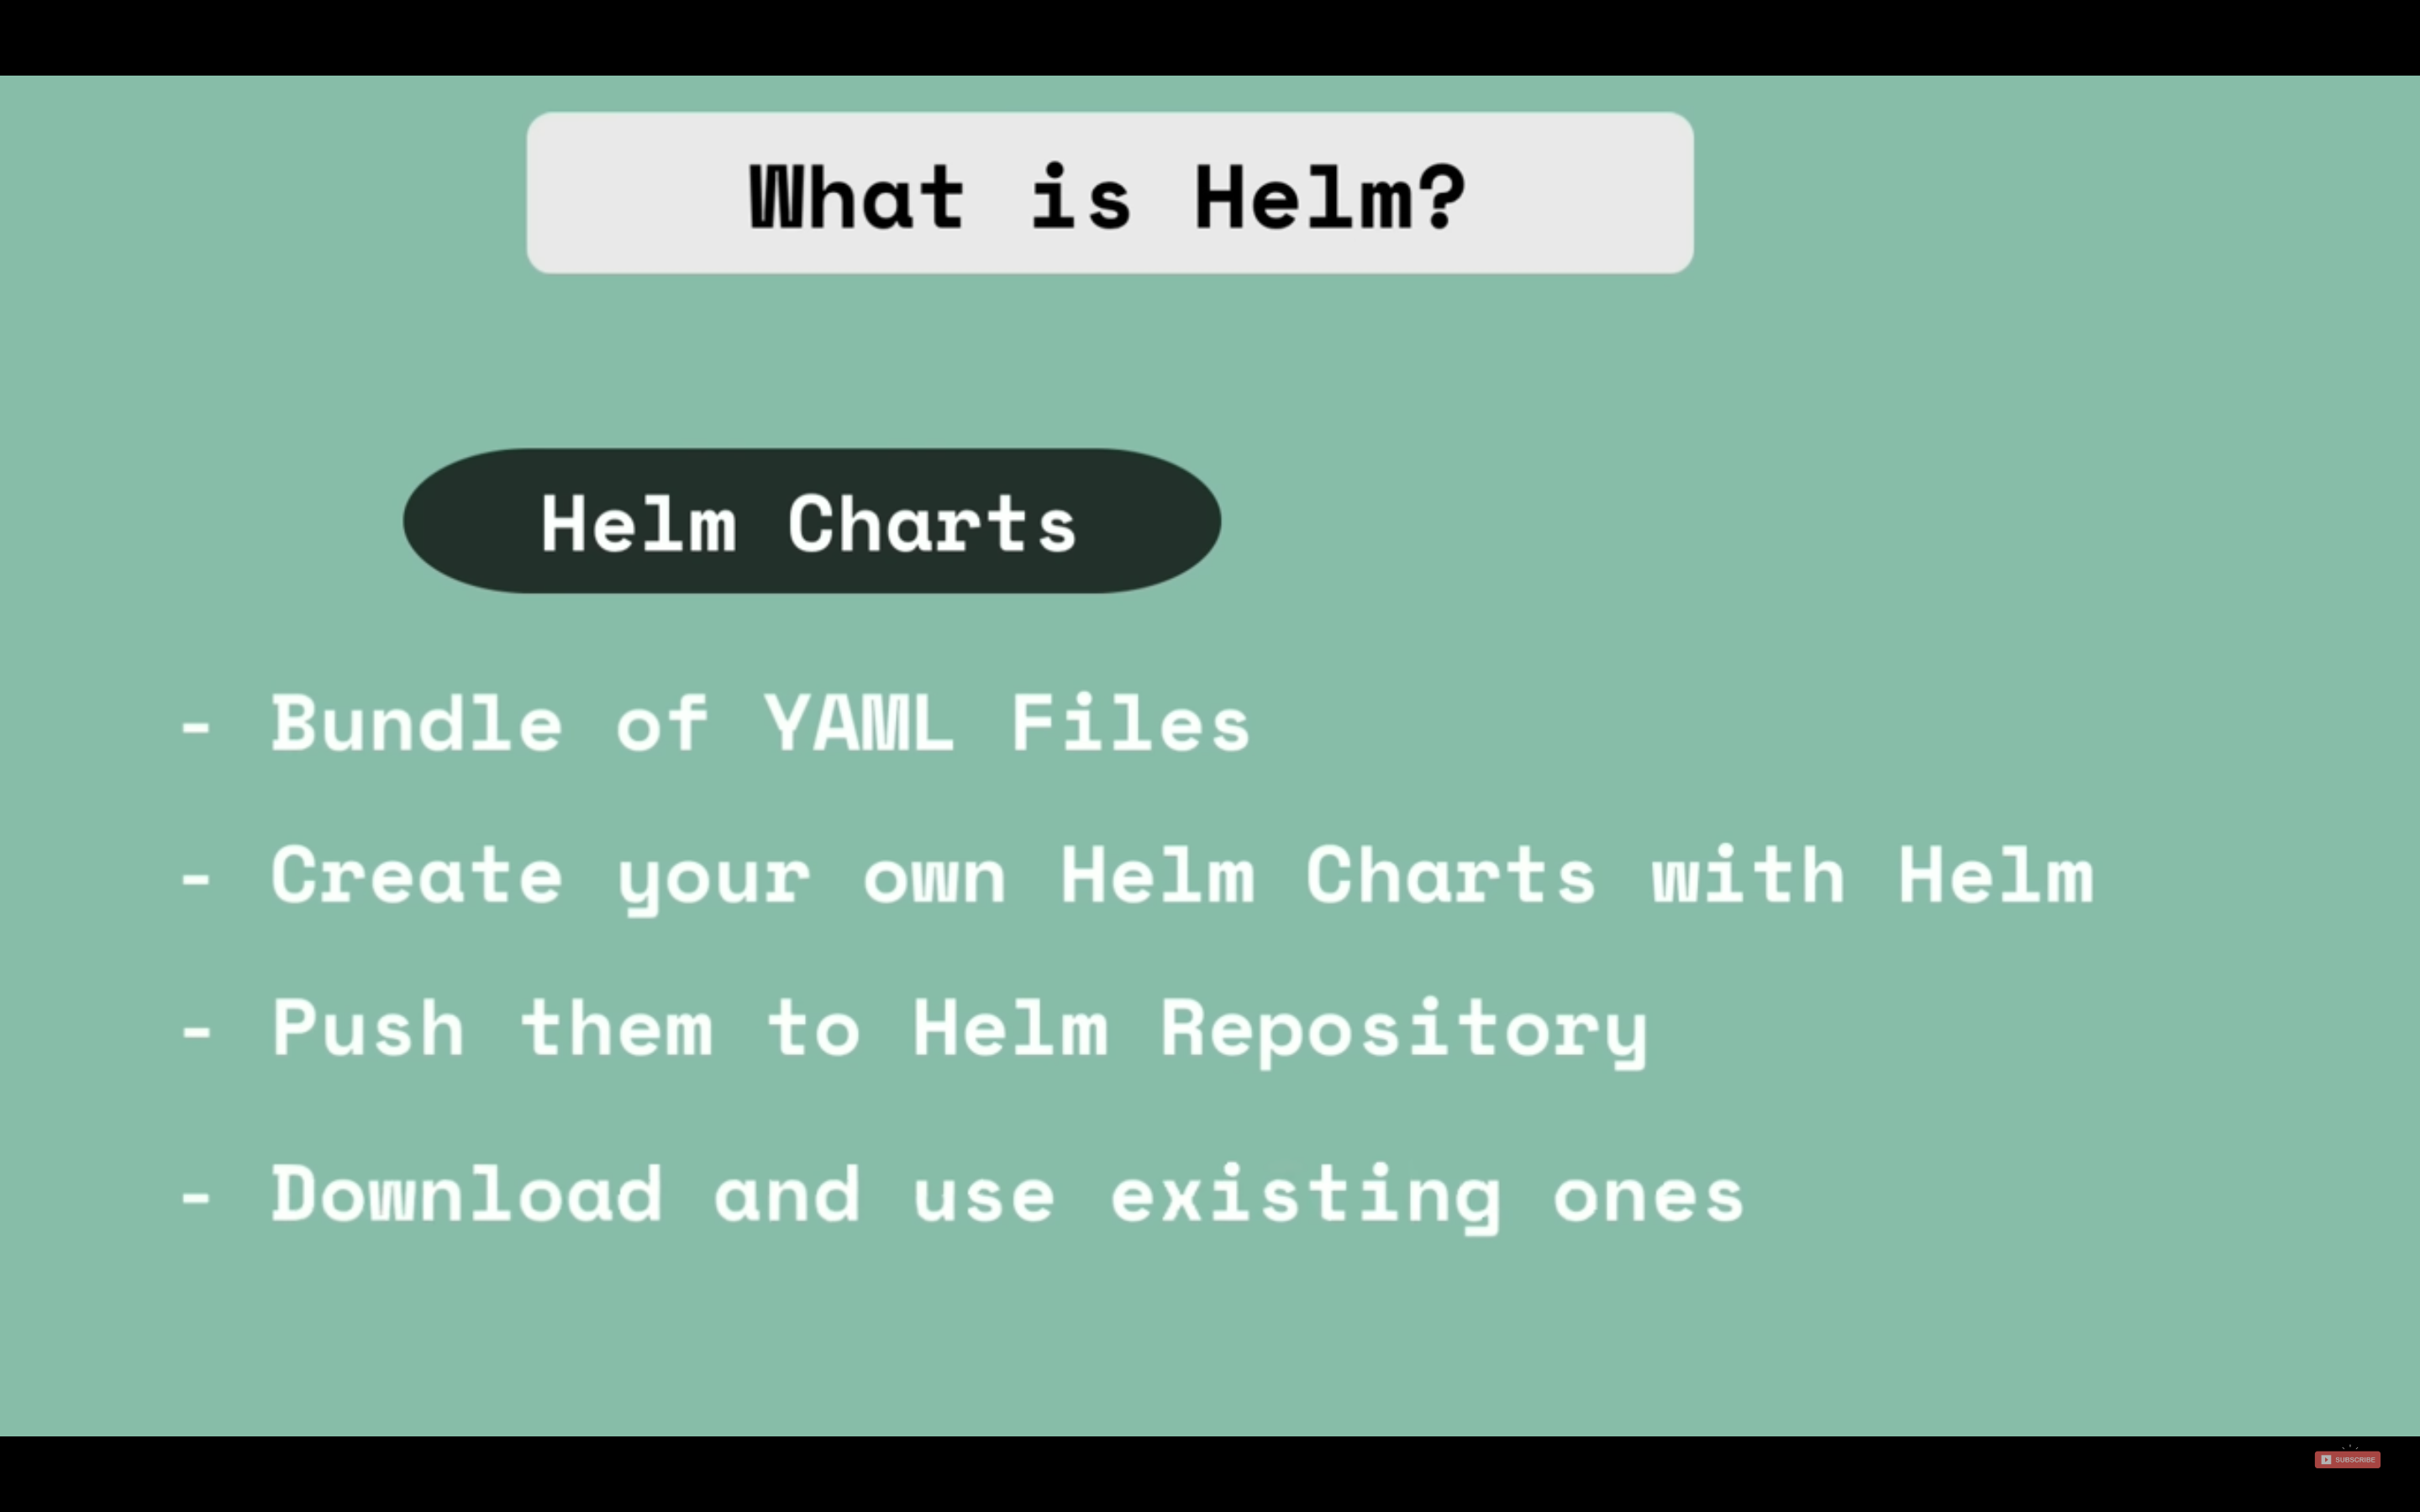 What is Helm?
Helm Charts
- Bundle of YAML Files
- Create your own Helm Charts with Helm
- Push them to Helm Repository
- Download and use existing ones
SUBSCRIBE